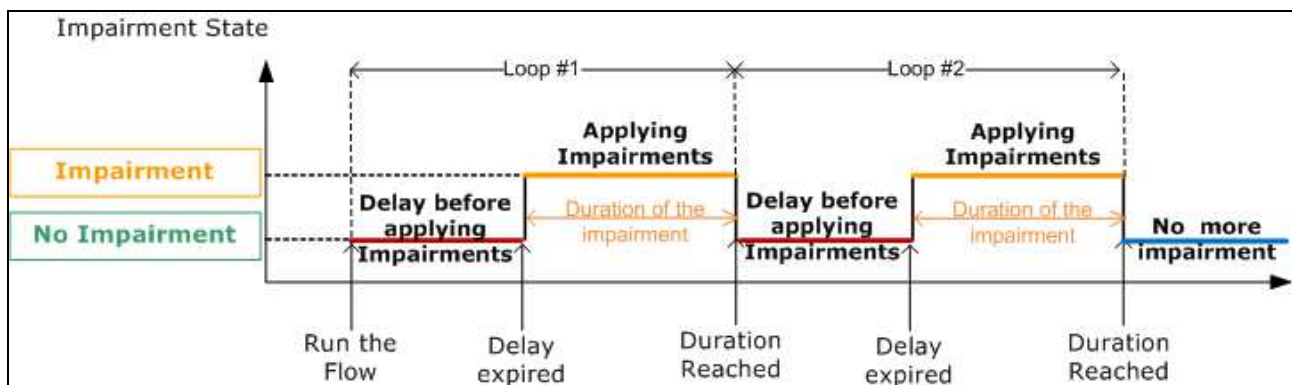 Impairment State
Loop #1
Loop #2
Applying
Impairments
Applying
Impairments
Impairment
Delay before
applying
Impairments
Duration of the
impairment
Delay before
applying
Impairments
Duration of the
impairment
No Impairment
No more
impairment
Run the
Flow
Delay
expired
Duration
Reached
Delay
expired
Duration
Reached